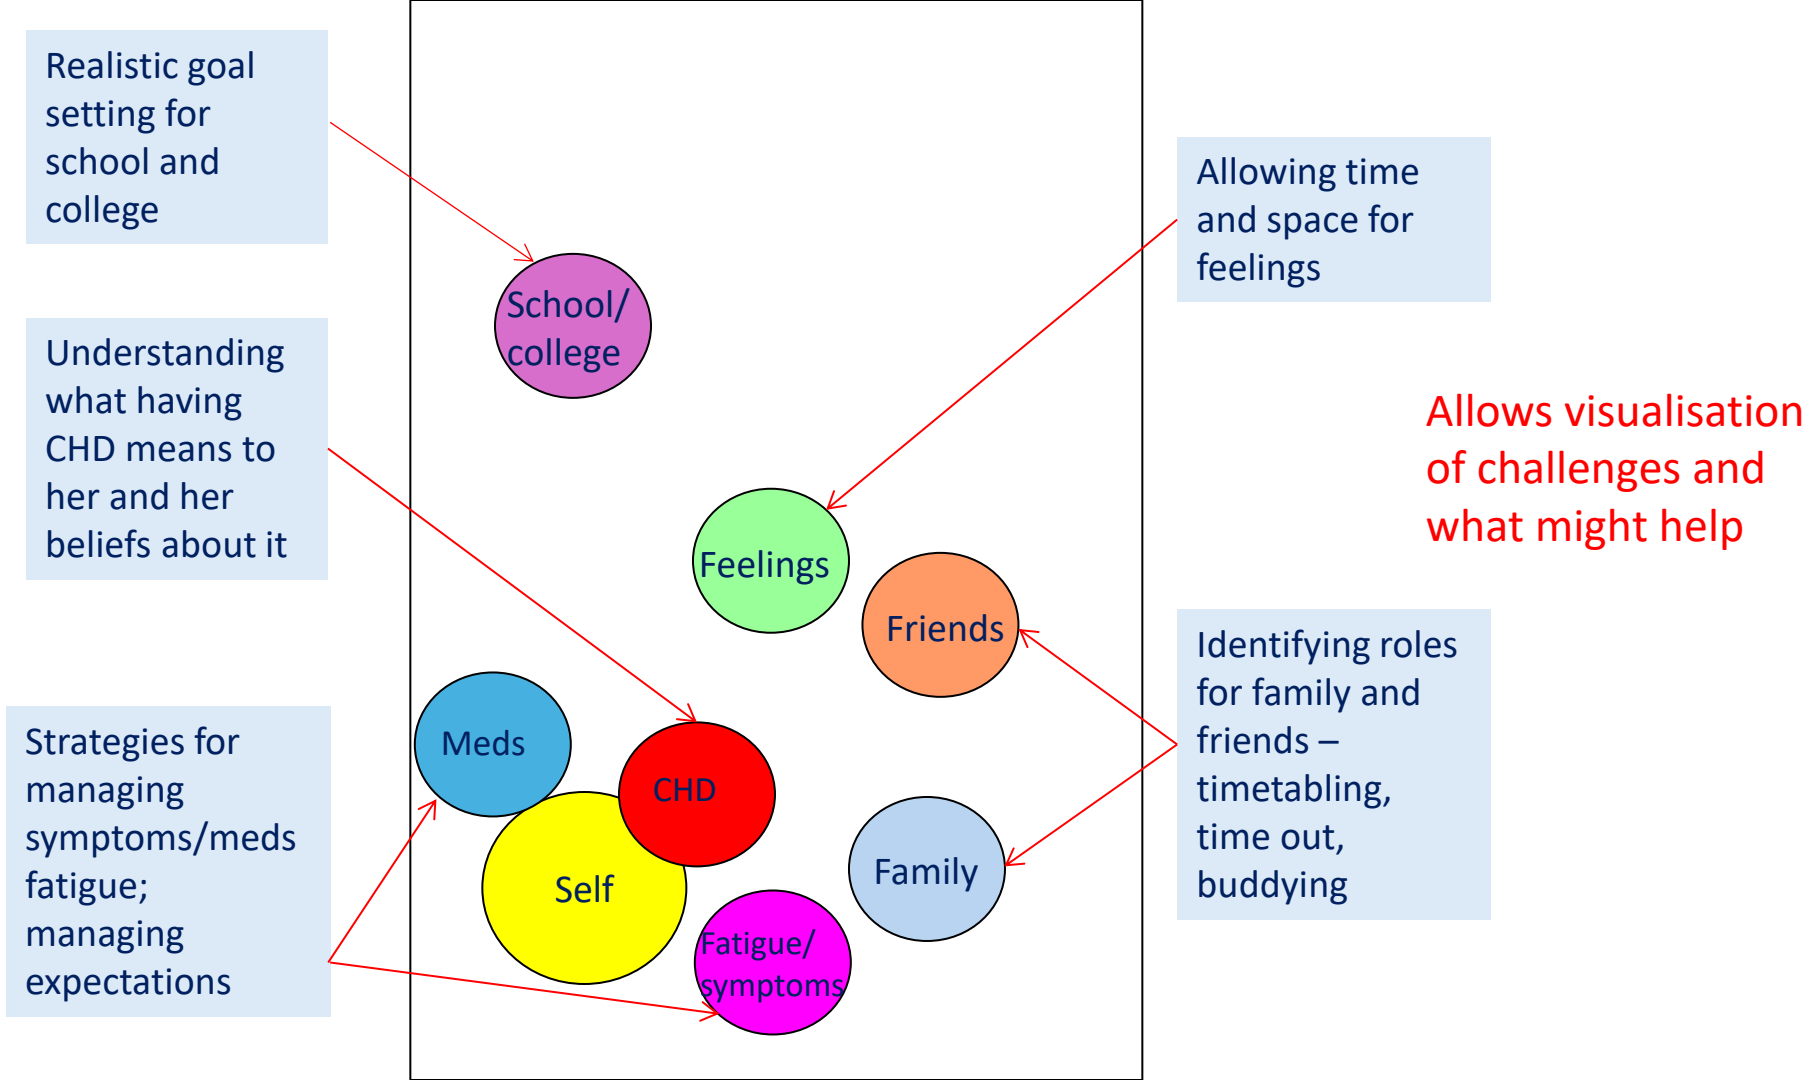 Realistic goal
setting for
school and
college
Understanding
what having
CHD means to
her and her
beliefs about it
Strategies for
managing
symptoms/meds
fatigue;
managing
expectations
School/
college
Feelings
Friends
Meds
CHD
Self
Family
Fatigue/
symptoms
Allowing time
and space for
feelings
Allows visualisation
of challenges and
what might help
Identifying roles
for family and
friends –
timetabling,
time out,
buddying